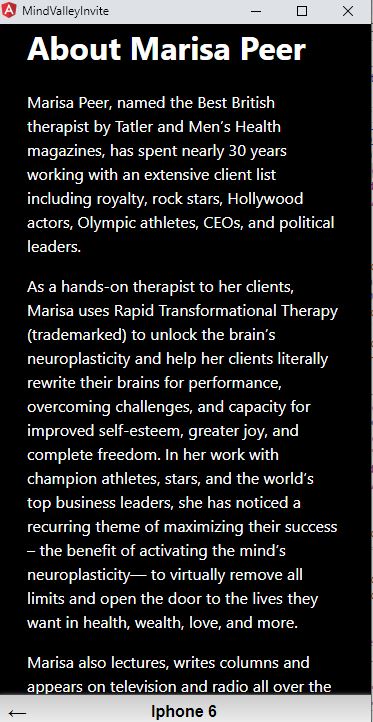 MindValleyInvite
About Marisa Peer
Marisa Peer, named the Best British
therapist by Tatler and Men's Health
magazines, has spent nearly 30 years
working with an extensive client list
including royalty, rock stars, Hollywood
actors, Olympic athletes, CEOs, and political
leaders.
As a hands-on therapist to her clients,
Marisa uses Rapid Transformational Therapy
(trademarked) to unlock the brain's
neuroplasticity and help her clients literally
rewrite their brains for performance,
overcoming challenges, and capacity for
improved self-esteem, greater joy, and
complete freedom. In her work with
champion athletes, stars, and the world's
top business leaders, she has noticed a
recurring theme of maximizing their success
– the benefit of activating the mind's
neuroplasticity— to virtually remove all
limits and open the door to the lives they
want in health, wealth, love, and more.
Marisa also lectures, writes columns and
appears on television and radio all over the
Iphone 6